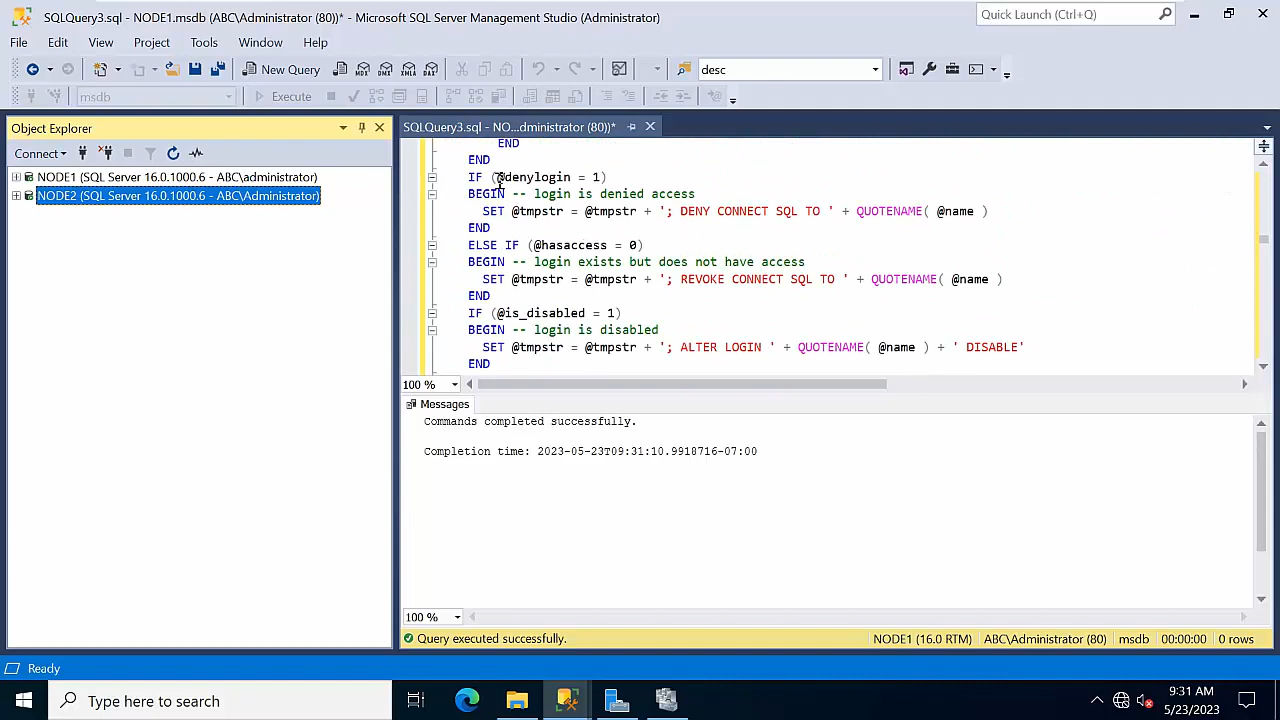 SQLQuery3.sql - NODE1.msdb (ABC\Administrator (80))* - Microsoft SQL Server Management Studio (Administrator)
Quick Launch (Ctrl+Q)
File Edit View Project Tools Window Help
New Query MDX DMX XMLA DAX desc
msdb Execute
Object Explorer
SQLQuery3.sql - NO...dministrator (80))*
Connect
NODE1 (SQL Server 16.0.1000.6 - ABC\administrator)
NODE2 (SQL Server 16.0.1000.6 - ABC\Administrator)
END
END
IF (@denylogin = 1)
BEGIN -- login is denied access
SET @tmpstr = @tmpstr + '; DENY CONNECT SQL TO ' + QUOTENAME( @name )
END
ELSE IF (@hasaccess = 0)
BEGIN -- login exists but does not have access
SET @tmpstr = @tmpstr + '; REVOKE CONNECT SQL TO ' + QUOTENAME( @name )
END
IF (@is_disabled = 1)
BEGIN -- login is disabled
SET @tmpstr = @tmpstr + '; ALTER LOGIN ' + QUOTENAME( @name ) + ' DISABLE'
END
100 %
Messages
Commands completed successfully.
Completion time: 2023-05-23T09:31:10.9918716-07:00
100 %
Query executed successfully. NODE1 (16.0 RTM) ABC\Administrator (80) msdb 00:00:00 0 rows
Ready
Type here to search
9:31 AM
5/23/2023